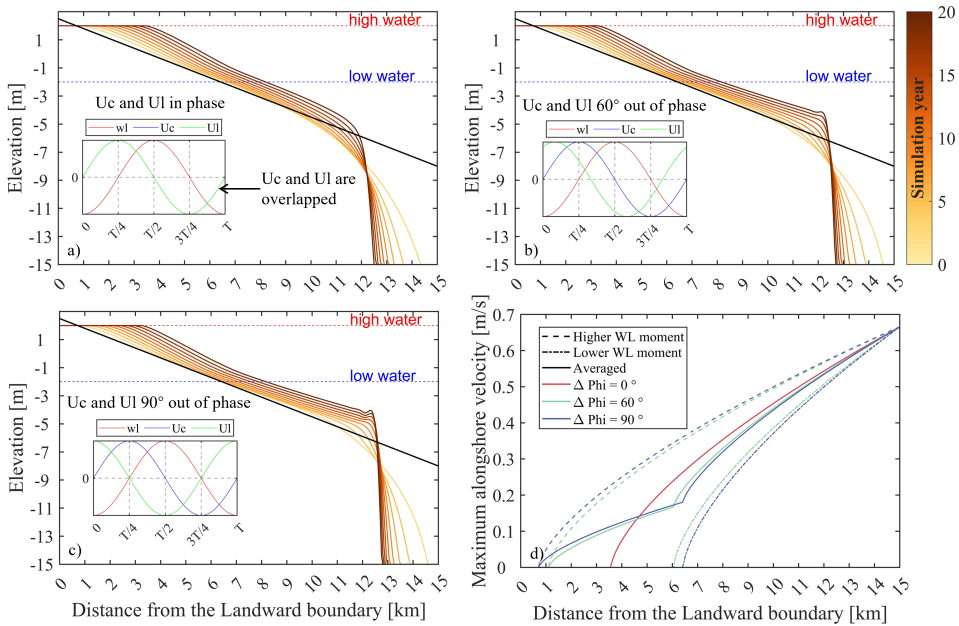 high water
low water
Uc and Ul in phase
wl Uc Ul
0
Uc and Ul are
overlapped
0 T/4 T/2 3T/4 T
a)
Elevation [m]
1 -1 -3 -5 -7 -9 -11 -13 -15
0 1 2 3 4 5 6 7 8 9 10 11 12 13 14 15
high water
low water
Uc and Ul 60° out of phase
wl Uc Ul
0
0 T/4 T/2 3T/4 T
b)
Elevation [m]
1 -1 -3 -5 -7 -9 -11 -13 -15
0 1 2 3 4 5 6 7 8 9 10 11 12 13 14 15
20
15
10
5
0
Simulation year
high water
low water
Uc and Ul 90° out of phase
wl Uc Ul
0
0 T/4 T/2 3T/4 T
c)
Elevation [m]
1 -1 -3 -5 -7 -9 -11 -13 -15
0 1 2 3 4 5 6 7 8 9 10 11 12 13 14 15
Distance from the Landward boundary [km]
Maximum alongshore velocity [m/s]
0.7
0.6
0.5
0.4
0.3
0.2
0.1
0
Higher WL moment
Lower WL moment
Averaged
Δ Phi = 0 °
Δ Phi = 60 °
Δ Phi = 90 °
d)
0 1 2 3 4 5 6 7 8 9 10 11 12 13 14 15
Distance from the Landward boundary [km]